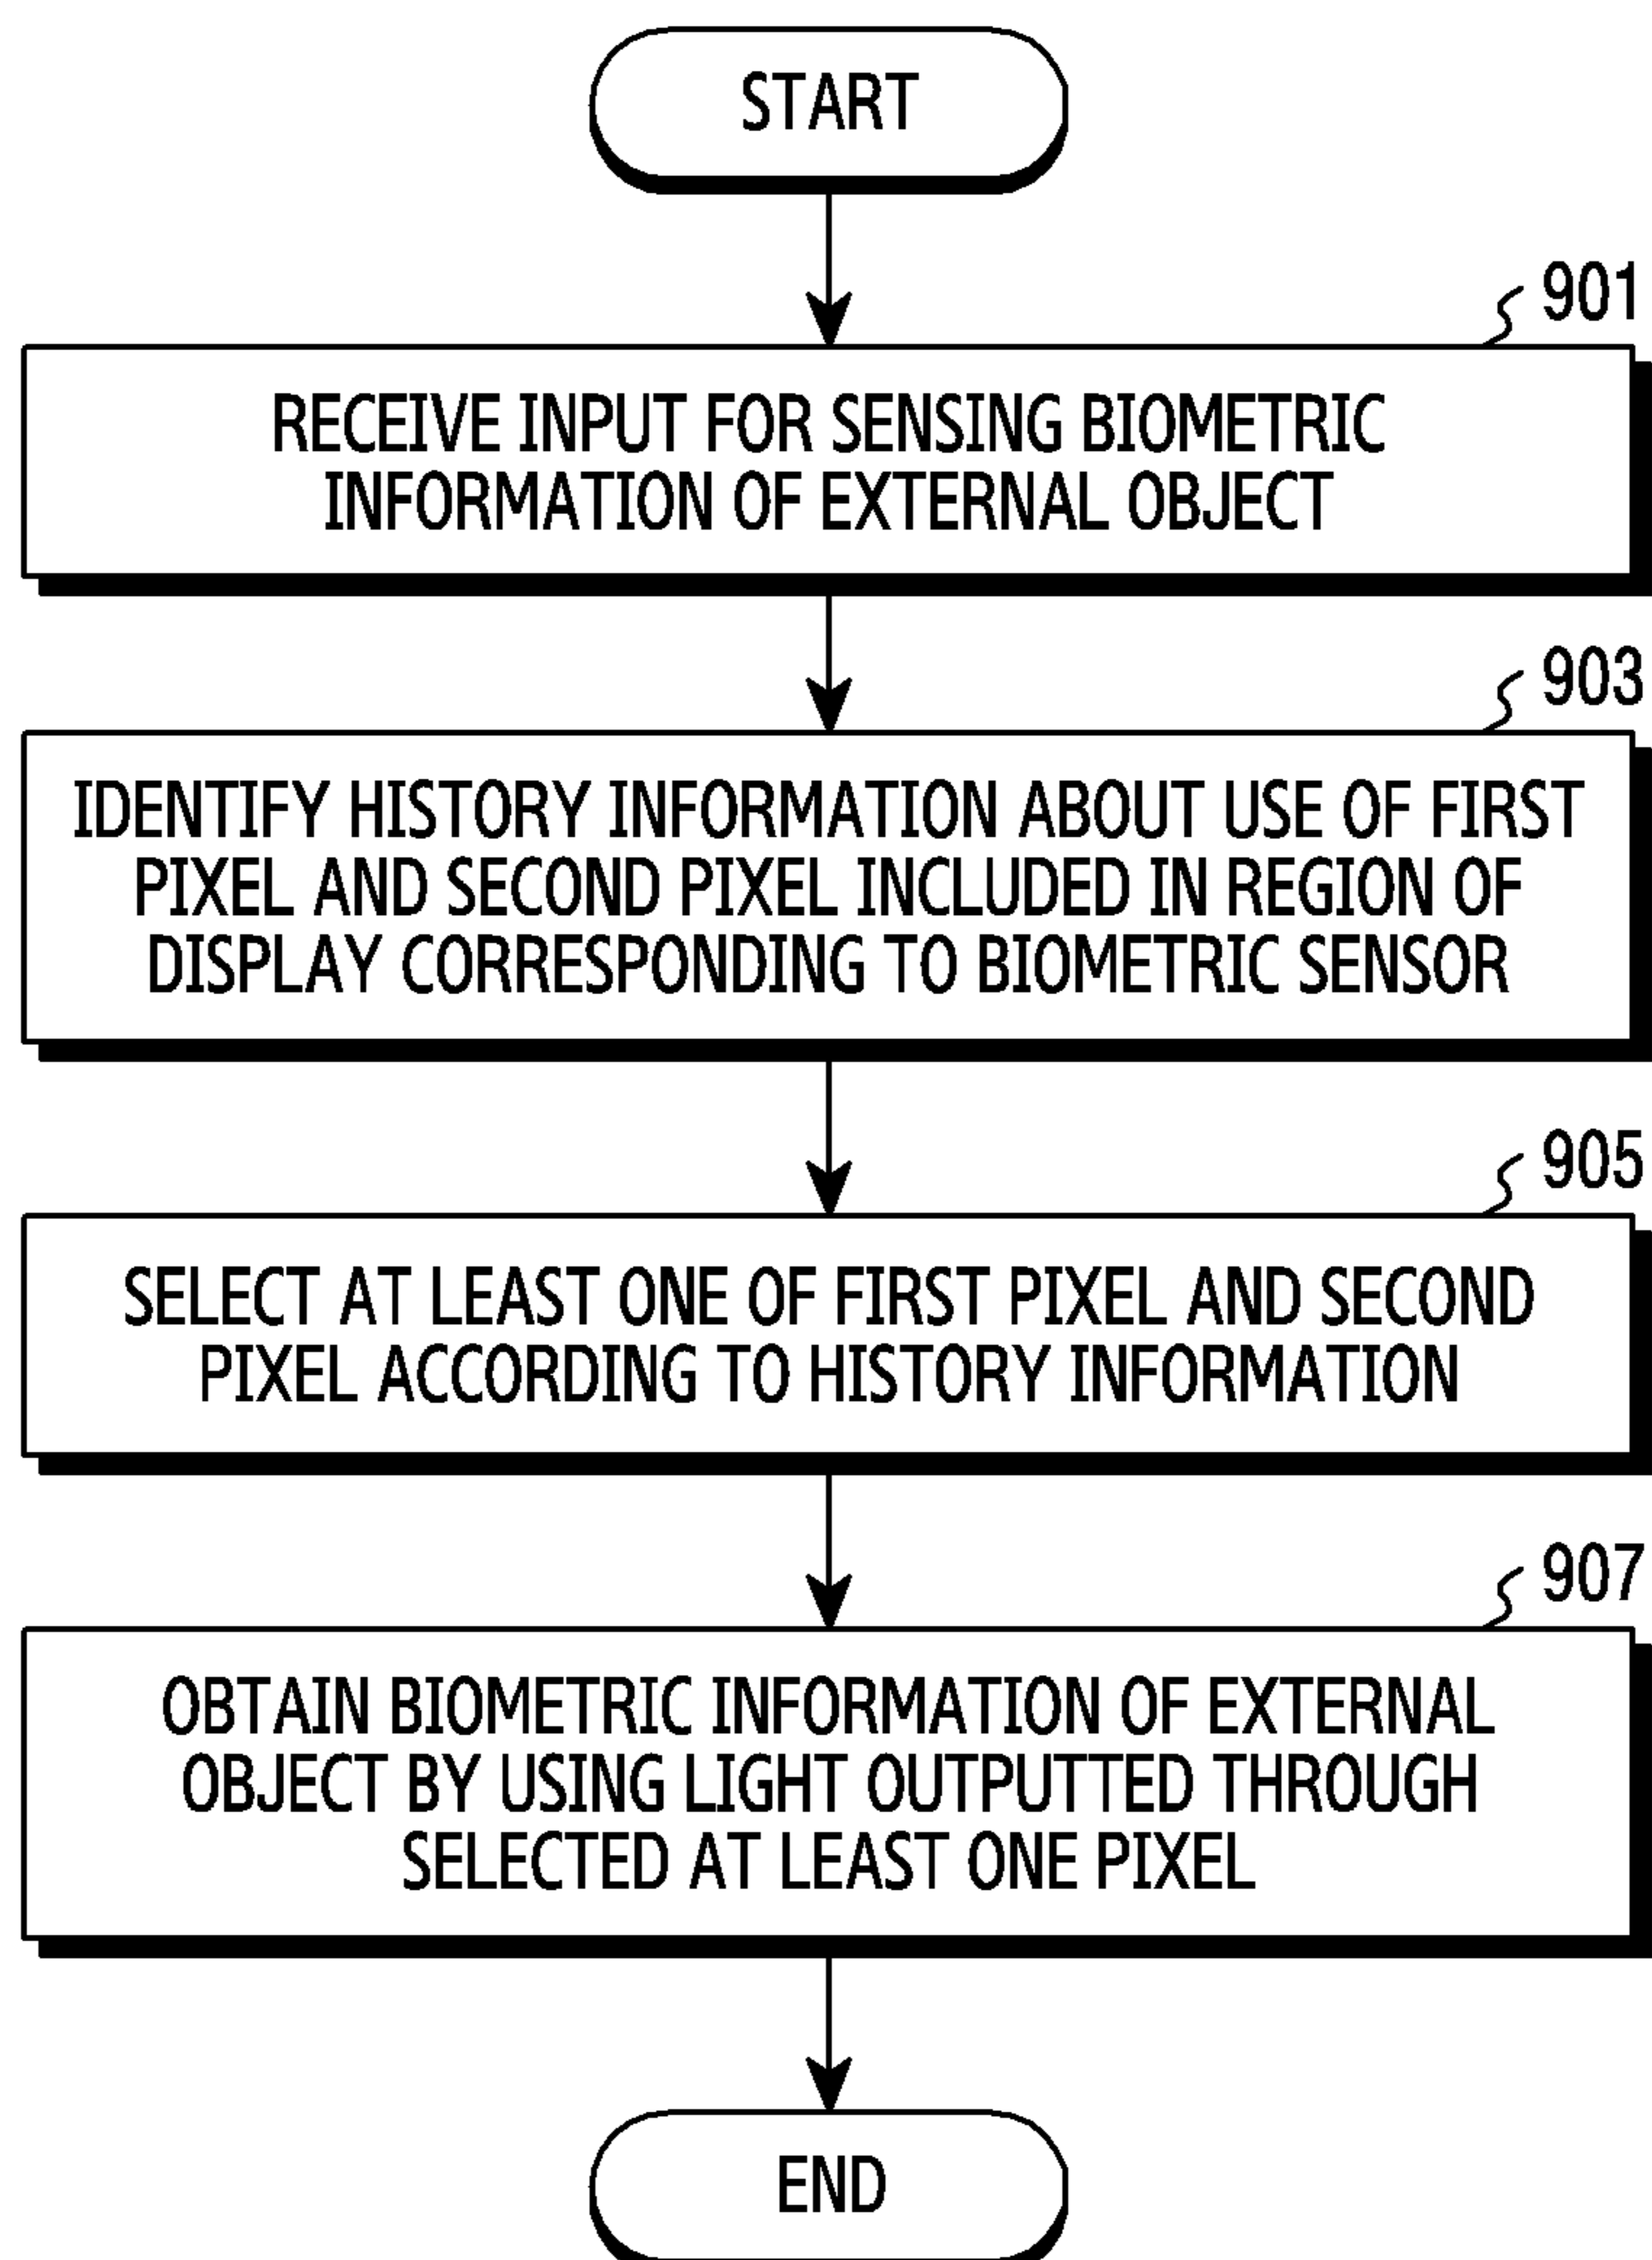 START
901
RECEIVE INPUT FOR SENSING BIOMETRIC
INFORMATION OF EXTERNAL OBJECT
903
IDENTIFY HISTORY INFORMATION ABOUT USE OF FIRST
PIXEL AND SECOND PIXEL INCLUDED IN REGION OF
DISPLAY CORRESPONDING TO BIOMETRIC SENSOR
905
SELECT AT LEAST ONE OF FIRST PIXEL AND SECOND
PIXEL ACCORDING TO HISTORY INFORMATION
907
OBTAIN BIOMETRIC INFORMATION OF EXTERNAL
OBJECT BY USING LIGHT OUTPUTTED THROUGH
SELECTED AT LEAST ONE PIXEL
END